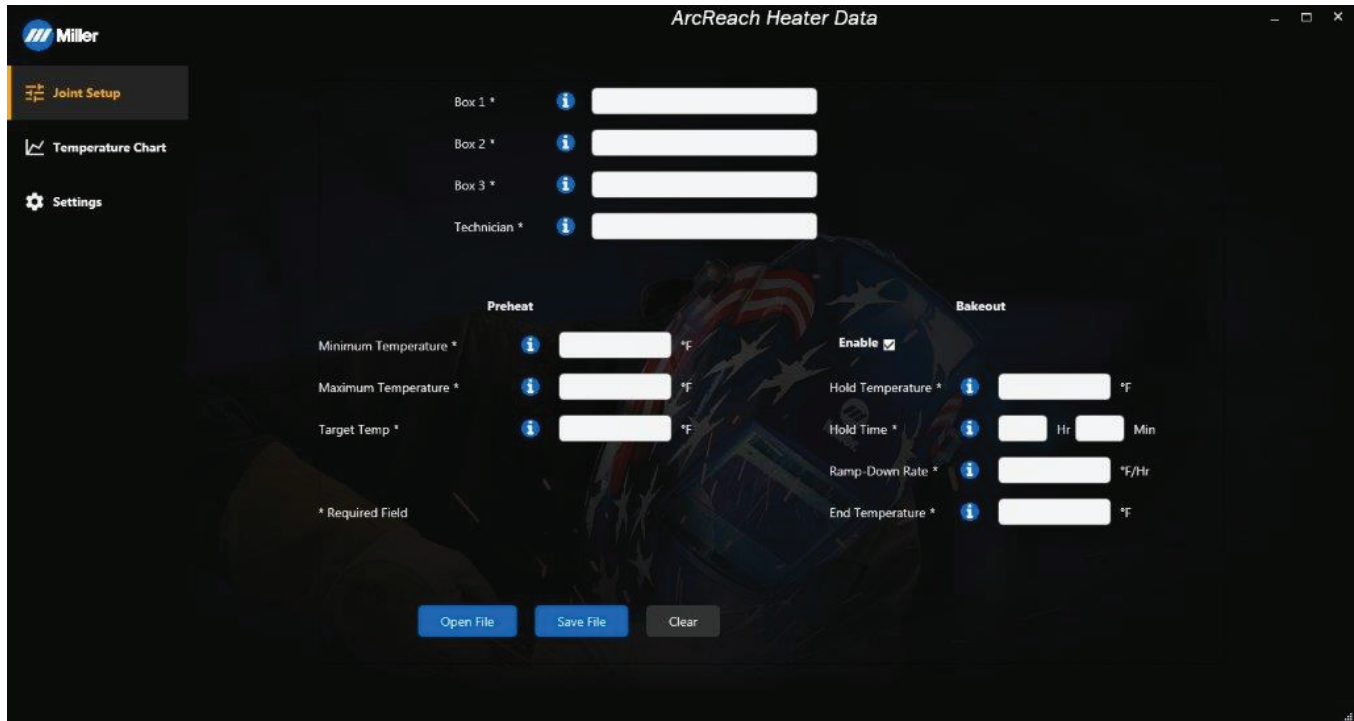 ArcReach Heater Data
Miller
Joint Setup
Temperature Chart
Settings
Box 1 *
Box 2 *
Box 3 *
Technician *
Preheat
Minimum Temperature * °F
Maximum Temperature * °F
Target Temp * °F
* Required Field
Bakeout
Enable
Hold Temperature * °F
Hold Time * Hr Min
Ramp-Down Rate * °F/Hr
End Temperature * °F
Open File Save File Clear